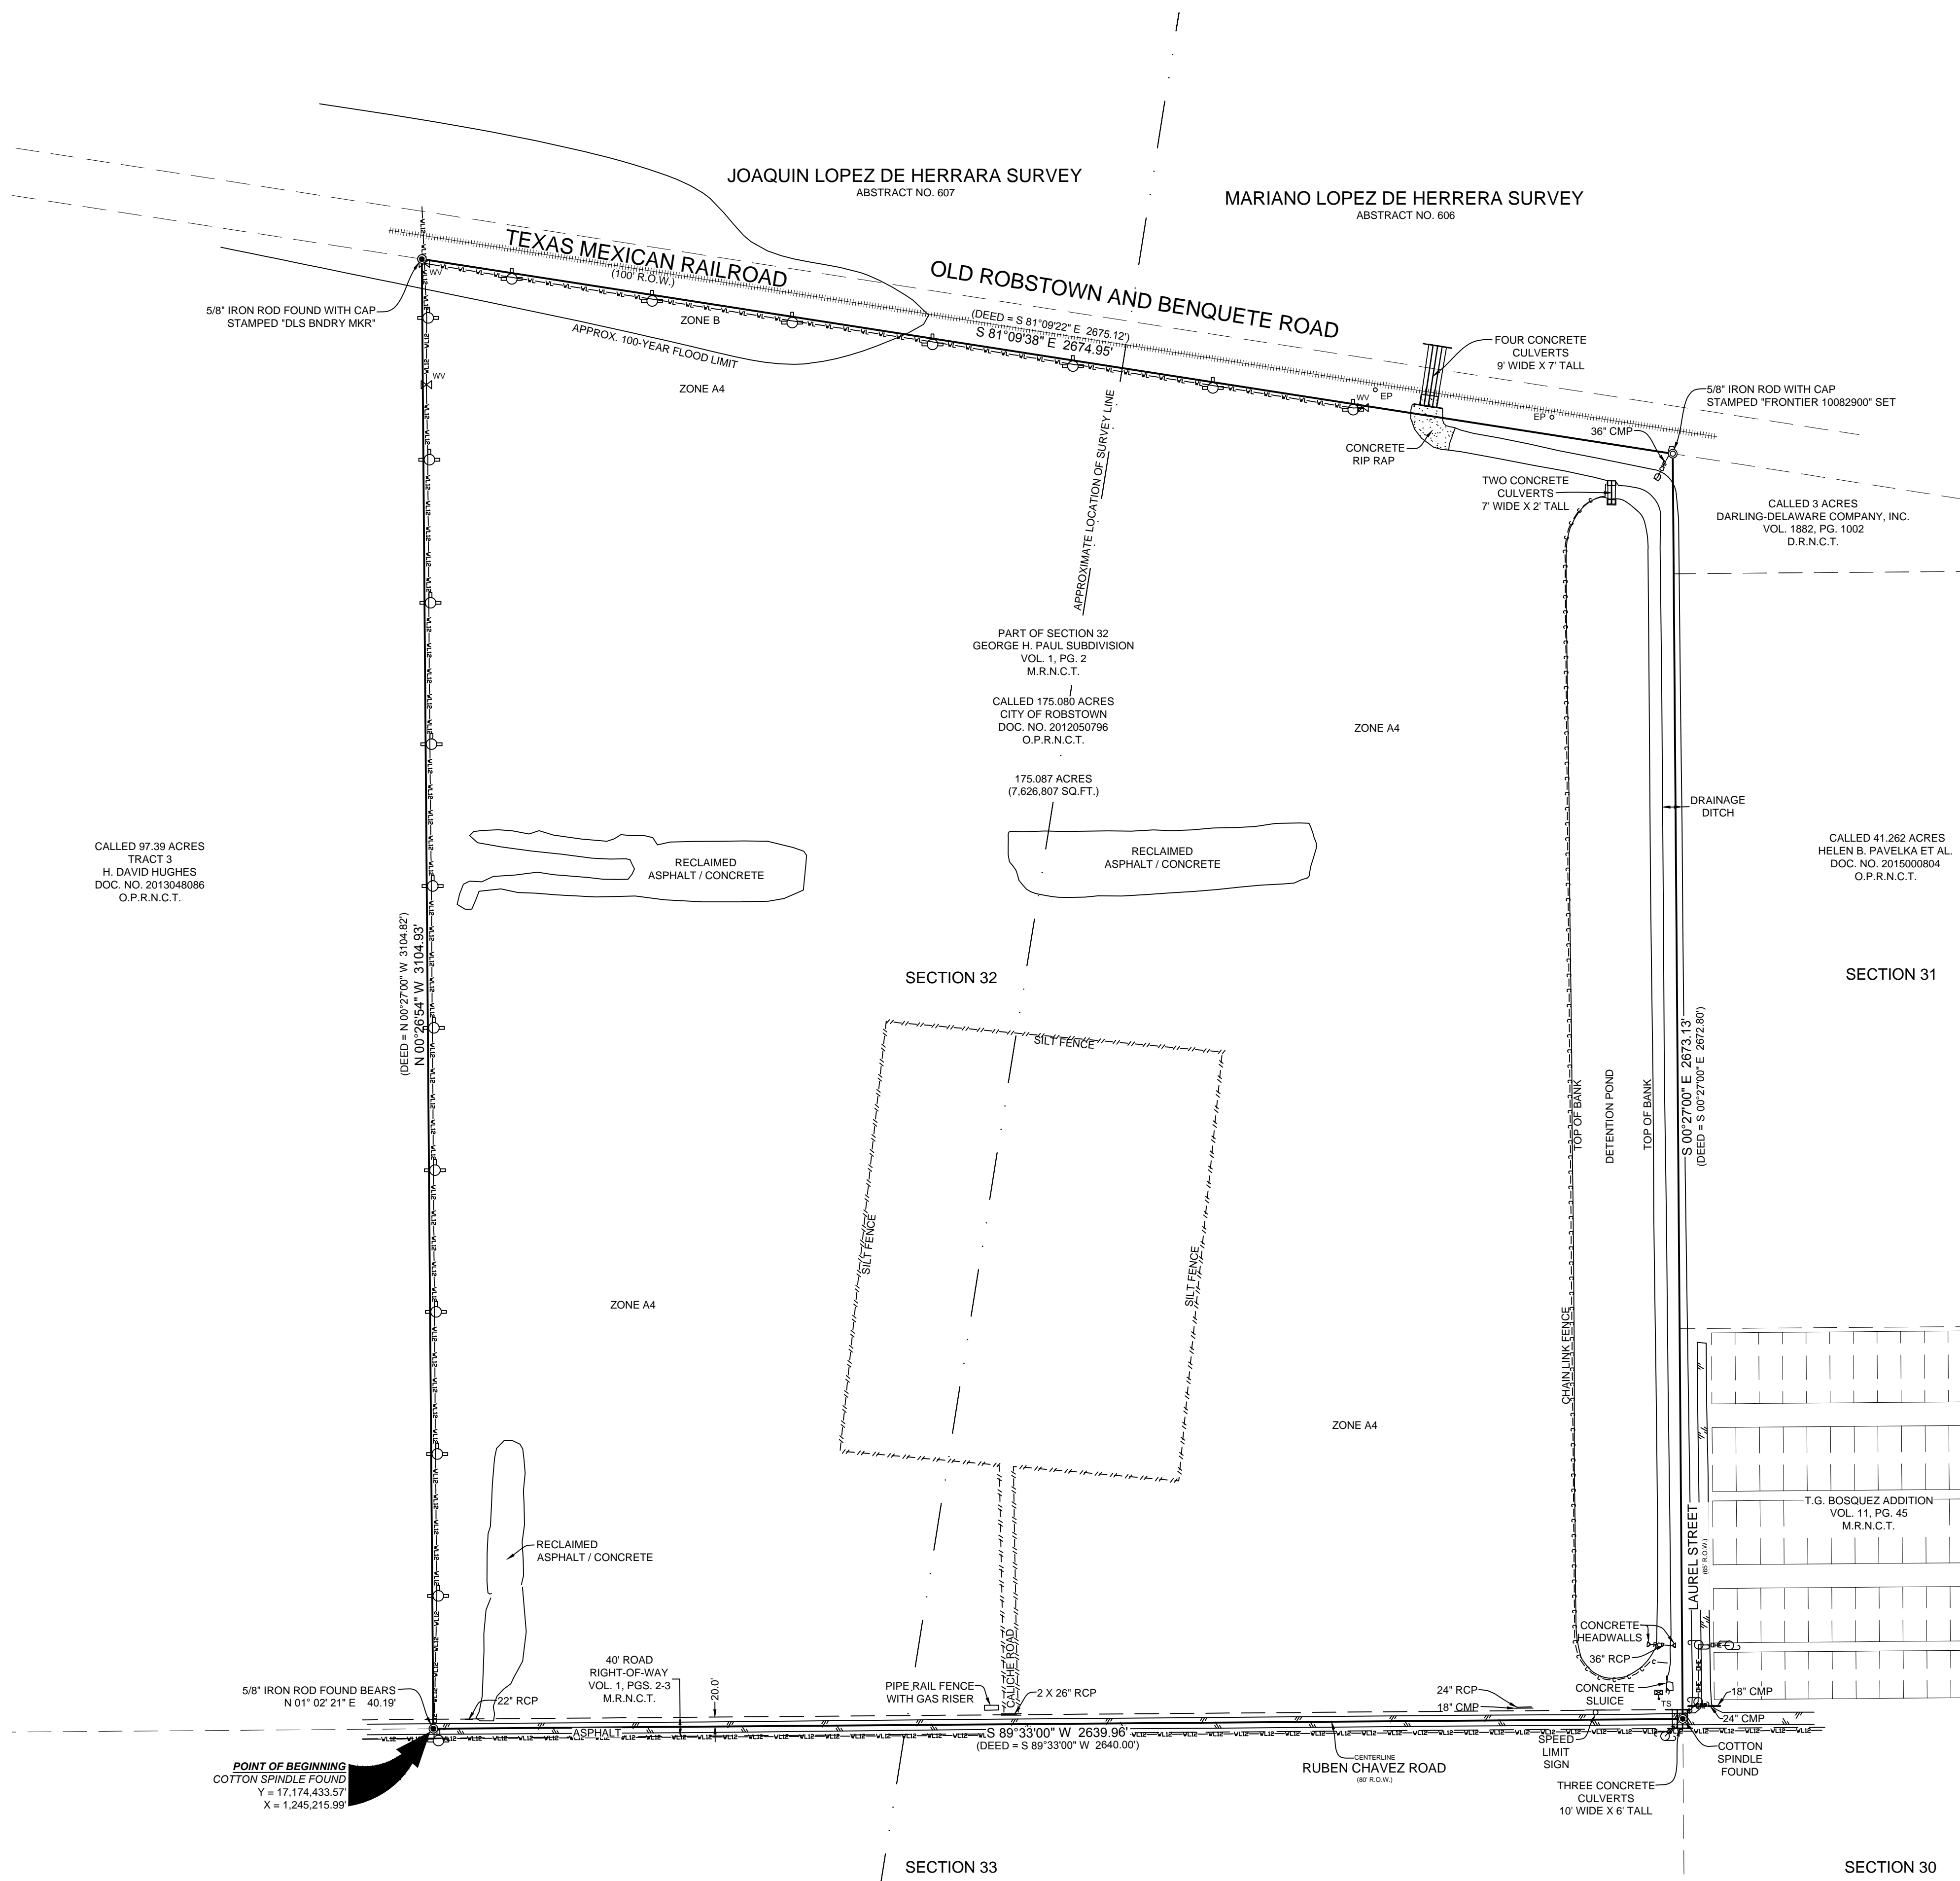 JOAQUIN LOPEZ DE HERRARA SURVEY
ABSTRACT NO. 607
MARIANO LOPEZ DE HERRERA SURVEY
ABSTRACT NO. 606
TEXAS MEXICAN RAILROAD
(100' R.O.W.)
OLD ROBSTOWN AND BENQUETE ROAD
(DEED = S 81°09'22" E 2675.12')
S 81°09'38" E 2674.95'
WV
5/8" IRON ROD FOUND WITH CAP
STAMPED "DLS BNDRY MKR"
ZONE B
APPROX. 100-YEAR FLOOD LIMIT
WV
ZONE A4
FOUR CONCRETE
CULVERTS
9' WIDE X 7' TALL
WV
EP
EP
5/8" IRON ROD WITH CAP
STAMPED "FRONTIER 10082900" SET
36" CMP
CONCRETE
RIP RAP
TWO CONCRETE
CULVERTS
7' WIDE X 2' TALL
CALLED 3 ACRES
DARLING-DELAWARE COMPANY, INC.
VOL. 1882, PG. 1002
D.R.N.C.T.
APPROXIMATE LOCATION OF SURVEY LINE
PART OF SECTION 32
GEORGE H. PAUL SUBDIVISION
VOL. 1, PG. 2
M.R.N.C.T.
CALLED 175.080 ACRES
CITY OF ROBSTOWN
DOC. NO. 2012050796
O.P.R.N.C.T.
175.087 ACRES
(7,626,807 SQ.FT.)
ZONE A4
DRAINAGE
DITCH
CALLED 97.39 ACRES
TRACT 3
H. DAVID HUGHES
DOC. NO. 2013048086
O.P.R.N.C.T.
RECLAIMED
ASPHALT / CONCRETE
RECLAIMED
ASPHALT / CONCRETE
CALLED 41.262 ACRES
HELEN B. PAVELKA ET AL.
DOC. NO. 2015000804
O.P.R.N.C.T.
(DEED = N 00°27'00" W 3104.82')
N 00°26'54" W 3104.93'
SECTION 32
SECTION 31
S 00°27'00" E 2673.13'
(DEED = S 00°27'00" E 2672.80')
SILT FENCE
SILT FENCE
SILT FENCE
TOP OF BANK
DETENTION POND
TOP OF BANK
CHAIN LINK FENCE
ZONE A4
ZONE A4
T.G. BOSQUEZ ADDITION
VOL. 11, PG. 45
M.R.N.C.T.
LAUREL STREET
(65' R.O.W.)
RECLAIMED
ASPHALT / CONCRETE
CONCRETE
HEADWALLS
36" RCP
CONCRETE
SLUICE
TS
5/8" IRON ROD FOUND BEARS
N 01° 02' 21" E 40.19'
22" RCP
40' ROAD
RIGHT-OF-WAY
VOL. 1, PGS. 2-3
M.R.N.C.T.
20.0'
PIPE RAIL FENCE
WITH GAS RISER
CALICHE ROAD
2 X 26" RCP
24" RCP
18" CMP
18" CMP
24" CMP
ASPHALT
S 89°33'00" W 2639.96'
(DEED = S 89°33'00" W 2640.00')
CENTERLINE
RUBEN CHAVEZ ROAD
(80' R.O.W.)
SPEED
LIMIT
SIGN
COTTON
SPINDLE
FOUND
THREE CONCRETE
CULVERTS
10' WIDE X 6' TALL
POINT OF BEGINNING
COTTON SPINDLE FOUND
Y = 17,174,433.57'
X = 1,245,215.99'
SECTION 33
SECTION 30